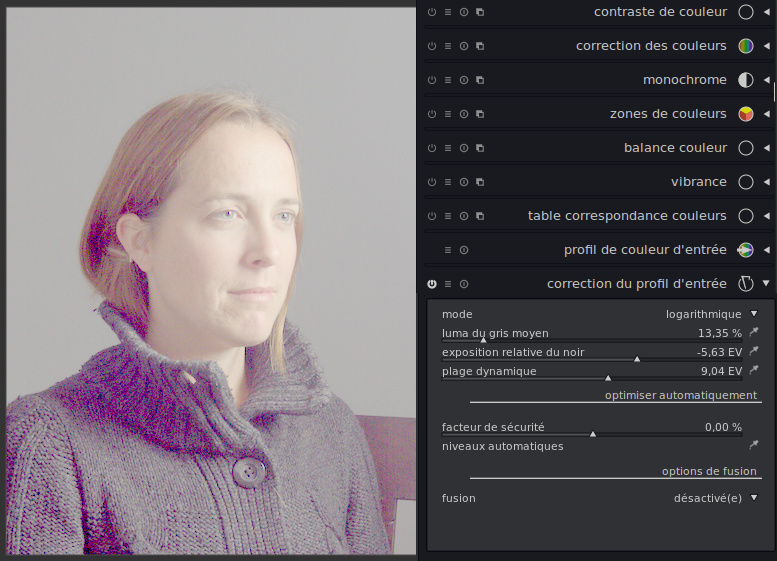 contraste de couleur
correction des couleurs
monochrome
zones de couleurs
balance couleur
vibrance
table correspondance couleurs
profil de couleur d'entrée
correction du profil d'entrée
mode logarithmique
luma du gris moyen 13,35 %
exposition relative du noir -5,63 EV
plage dynamique 9,04 EV
optimiser automatiquement
facteur de sécurité 0,00 %
niveaux automatiques
options de fusion
fusion désactivé(e)